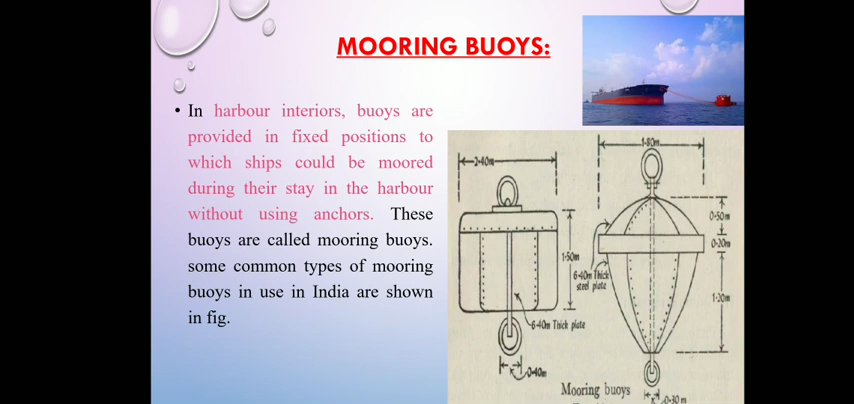 MOORING BUOYS:
• In harbour interiors, buoys are
provided in fixed positions to
which ships could be moored
during their stay in the harbour
without using anchors. These
buoys are called mooring buoys.
some common types of mooring
buoys in use in India are shown
in fig.
2·40m
1·80m
0·50m
0·20m
1·50m
6·40m Thick
steel plate
6·40m Thick plate
0·40m
Mooring buoys
0·30m